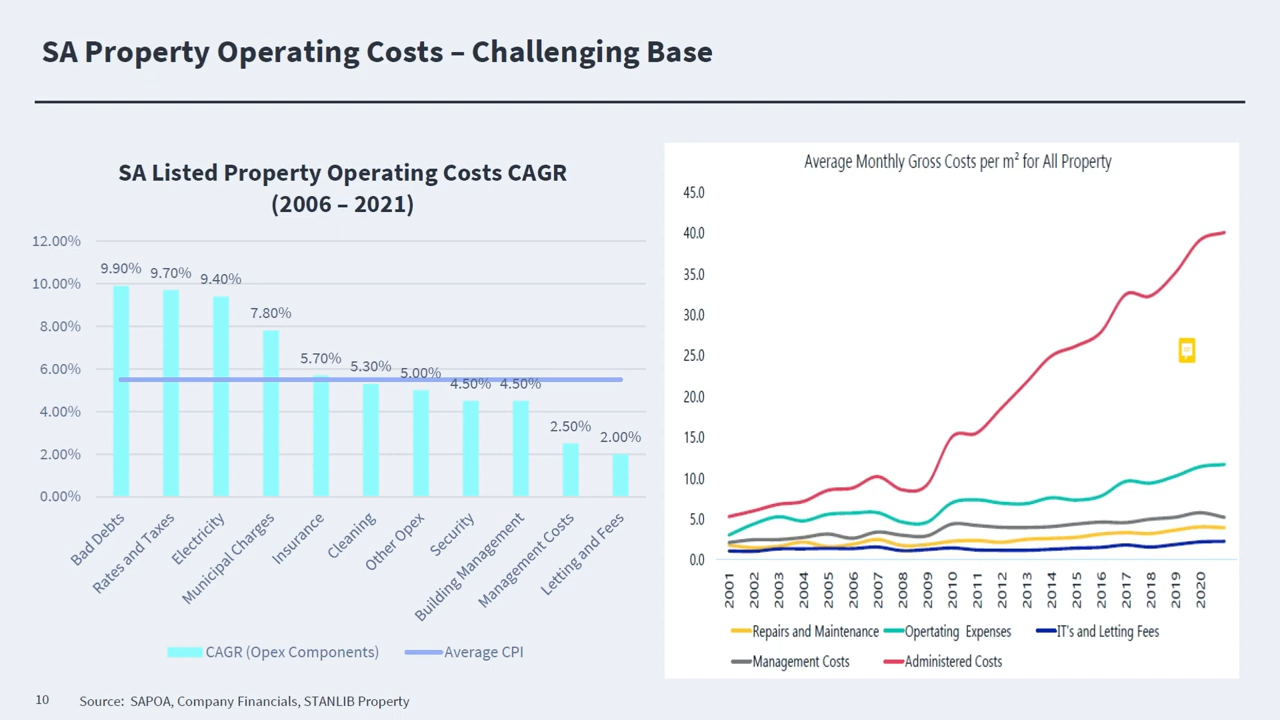 SA Property Operating Costs – Challenging Base
SA Listed Property Operating Costs CAGR
(2006 – 2021)
12.00%
10.00%
8.00%
6.00%
4.00%
2.00%
0.00%
9.90%
9.70%
9.40%
7.80%
5.70%
5.30%
5.00%
4.50%
4.50%
2.50%
2.00%
Bad Debts
Rates and Taxes
Electricity
Municipal Charges
Insurance
Cleaning
Other Opex
Security
Building Management
Management Costs
Letting and Fees
CAGR (Opex Components)
Average CPI
Average Monthly Gross Costs per m² for All Property
45.0
40.0
35.0
30.0
25.0
20.0
15.0
10.0
5.0
0.0
2001
2002
2003
2004
2005
2006
2007
2008
2009
2010
2011
2012
2013
2014
2015
2016
2017
2018
2019
2020
Repairs and Maintenance
Opertating Expenses
IT's and Letting Fees
Management Costs
Administered Costs
10
Source: SAPOA, Company Financials, STANLIB Property